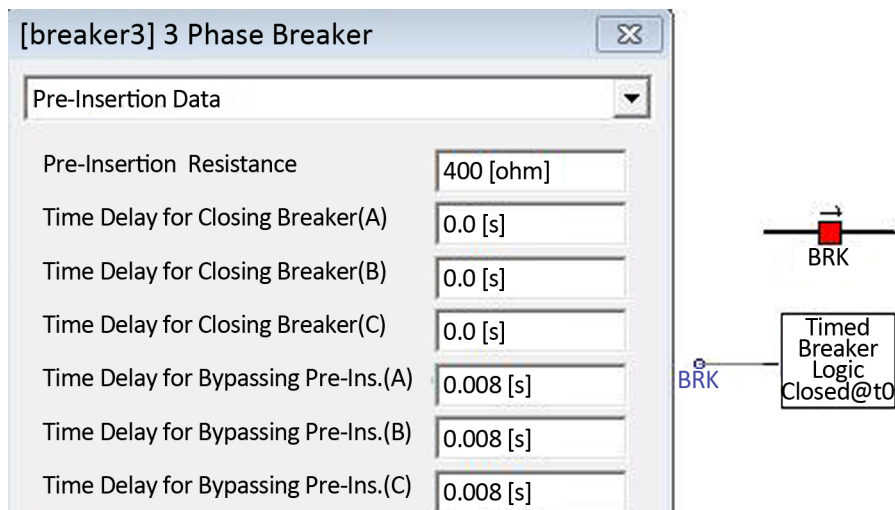 [breaker3] 3 Phase Breaker
Pre-Insertion Data
Pre-Insertion Resistance 400 [ohm]
Time Delay for Closing Breaker(A) 0.0 [s]
Time Delay for Closing Breaker(B) 0.0 [s]
Time Delay for Closing Breaker(C) 0.0 [s]
Time Delay for Bypassing Pre-Ins.(A) 0.008 [s]
Time Delay for Bypassing Pre-Ins.(B) 0.008 [s]
Time Delay for Bypassing Pre-Ins.(C) 0.008 [s]
BRK
BRK
Timed
Breaker
Logic
Closed@t0